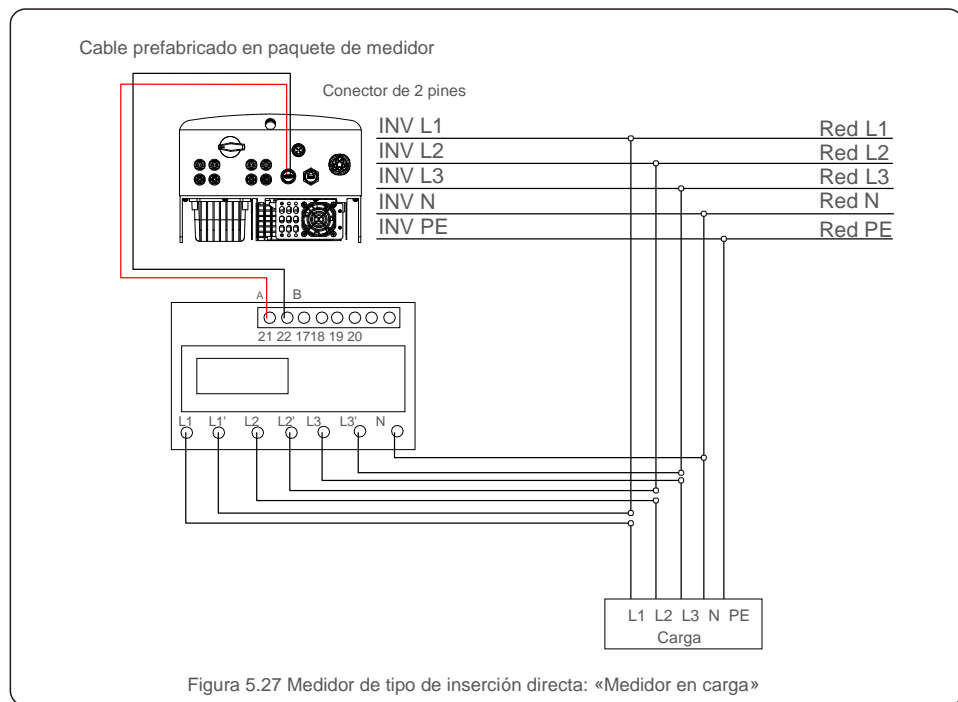 Cable prefabricado en paquete de medidor
Conector de 2 pines
INV L1 Red L1
INV L2 Red L2
INV L3 Red L3
INV N Red N
INV PE Red PE
A B
21 22 1718 19 20
L1 L1' L2 L2' L3 L3' N
L1 L2 L3 N PE
Carga
Figura 5.27 Medidor de tipo de inserción directa: «Medidor en carga»